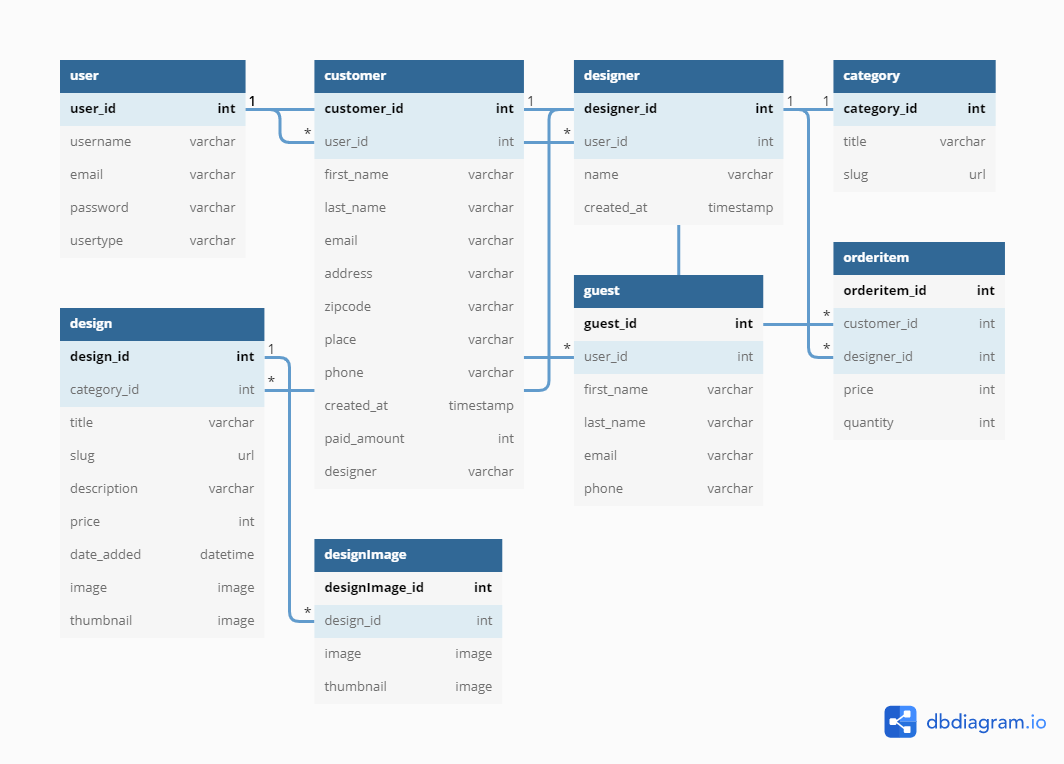 user
user_id int
username varchar
email varchar
password varchar
usertype varchar
customer
customer_id int
user_id int
first_name varchar
last_name varchar
email varchar
address varchar
zipcode varchar
place varchar
phone varchar
created_at timestamp
paid_amount int
designer varchar
designer
designer_id int
user_id int
name varchar
created_at timestamp
category
category_id int
title varchar
slug url
orderitem
orderitem_id int
customer_id int
designer_id int
price int
quantity int
guest
guest_id int
user_id int
first_name varchar
last_name varchar
email varchar
phone varchar
design
design_id int
category_id int
title varchar
slug url
description varchar
price int
date_added datetime
image image
thumbnail image
designImage
designImage_id int
design_id int
image image
thumbnail image
1
*
1
*
1
1
*
*
*
1
*
*
dbdiagram.io